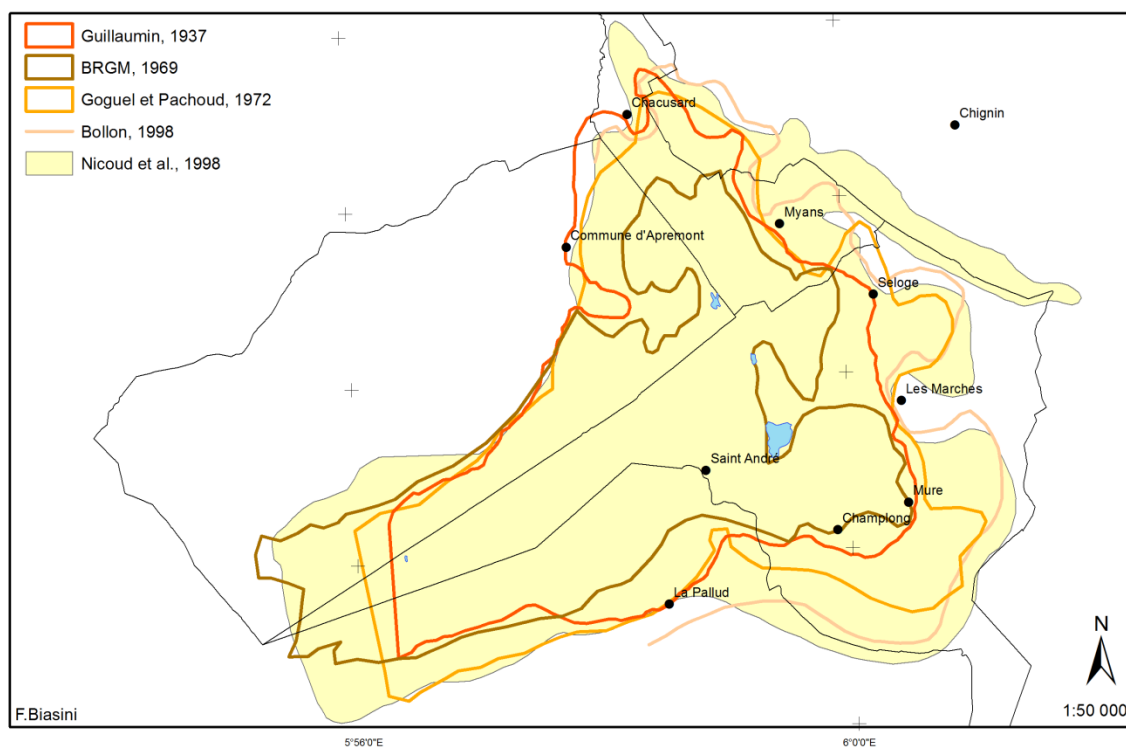 Guillaumin, 1937
BRGM, 1969
Goguel et Pachoud, 1972
Bollon, 1998
Nicoud et al., 1998
Chacusard
Chignin
Myans
Commune d'Apremont
Seloge
Les Marches
Saint André
Mure
Champlong
La Pallud
N
1:50 000
F.Biasini
5°56'0"E
6°0'0"E